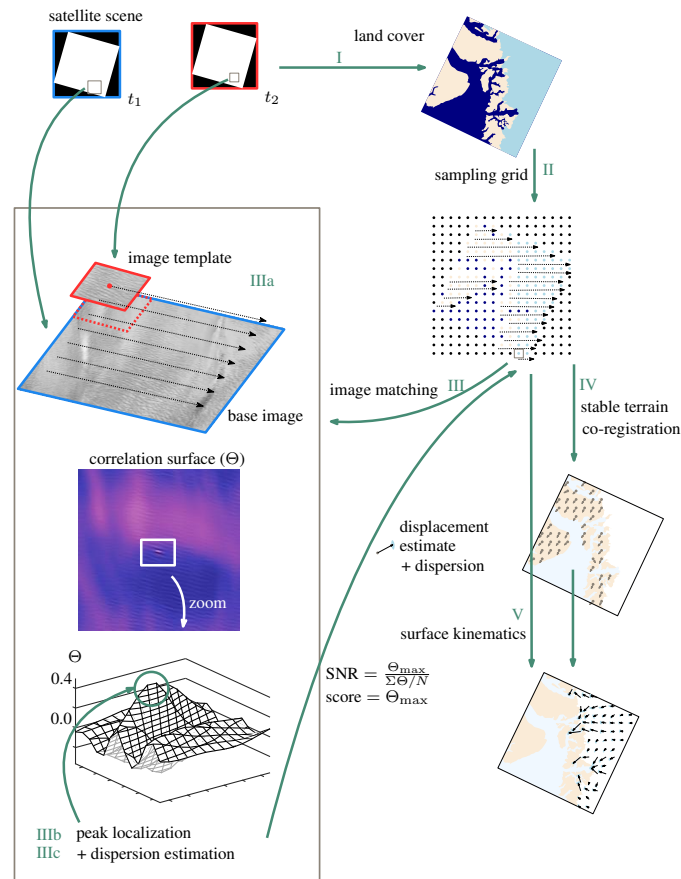 satellite scene
t1
t2
I
land cover
sampling grid
II
image template
IIIa
base image
image matching
III
IV
stable terrain
co-registration
correlation surface (Θ)
zoom
displacement
estimate
+ dispersion
V
surface kinematics
SNR = Θmax / ΣΘ/N
score = Θmax
Θ
0.4
0.0
IIIb peak localization
IIIc + dispersion estimation